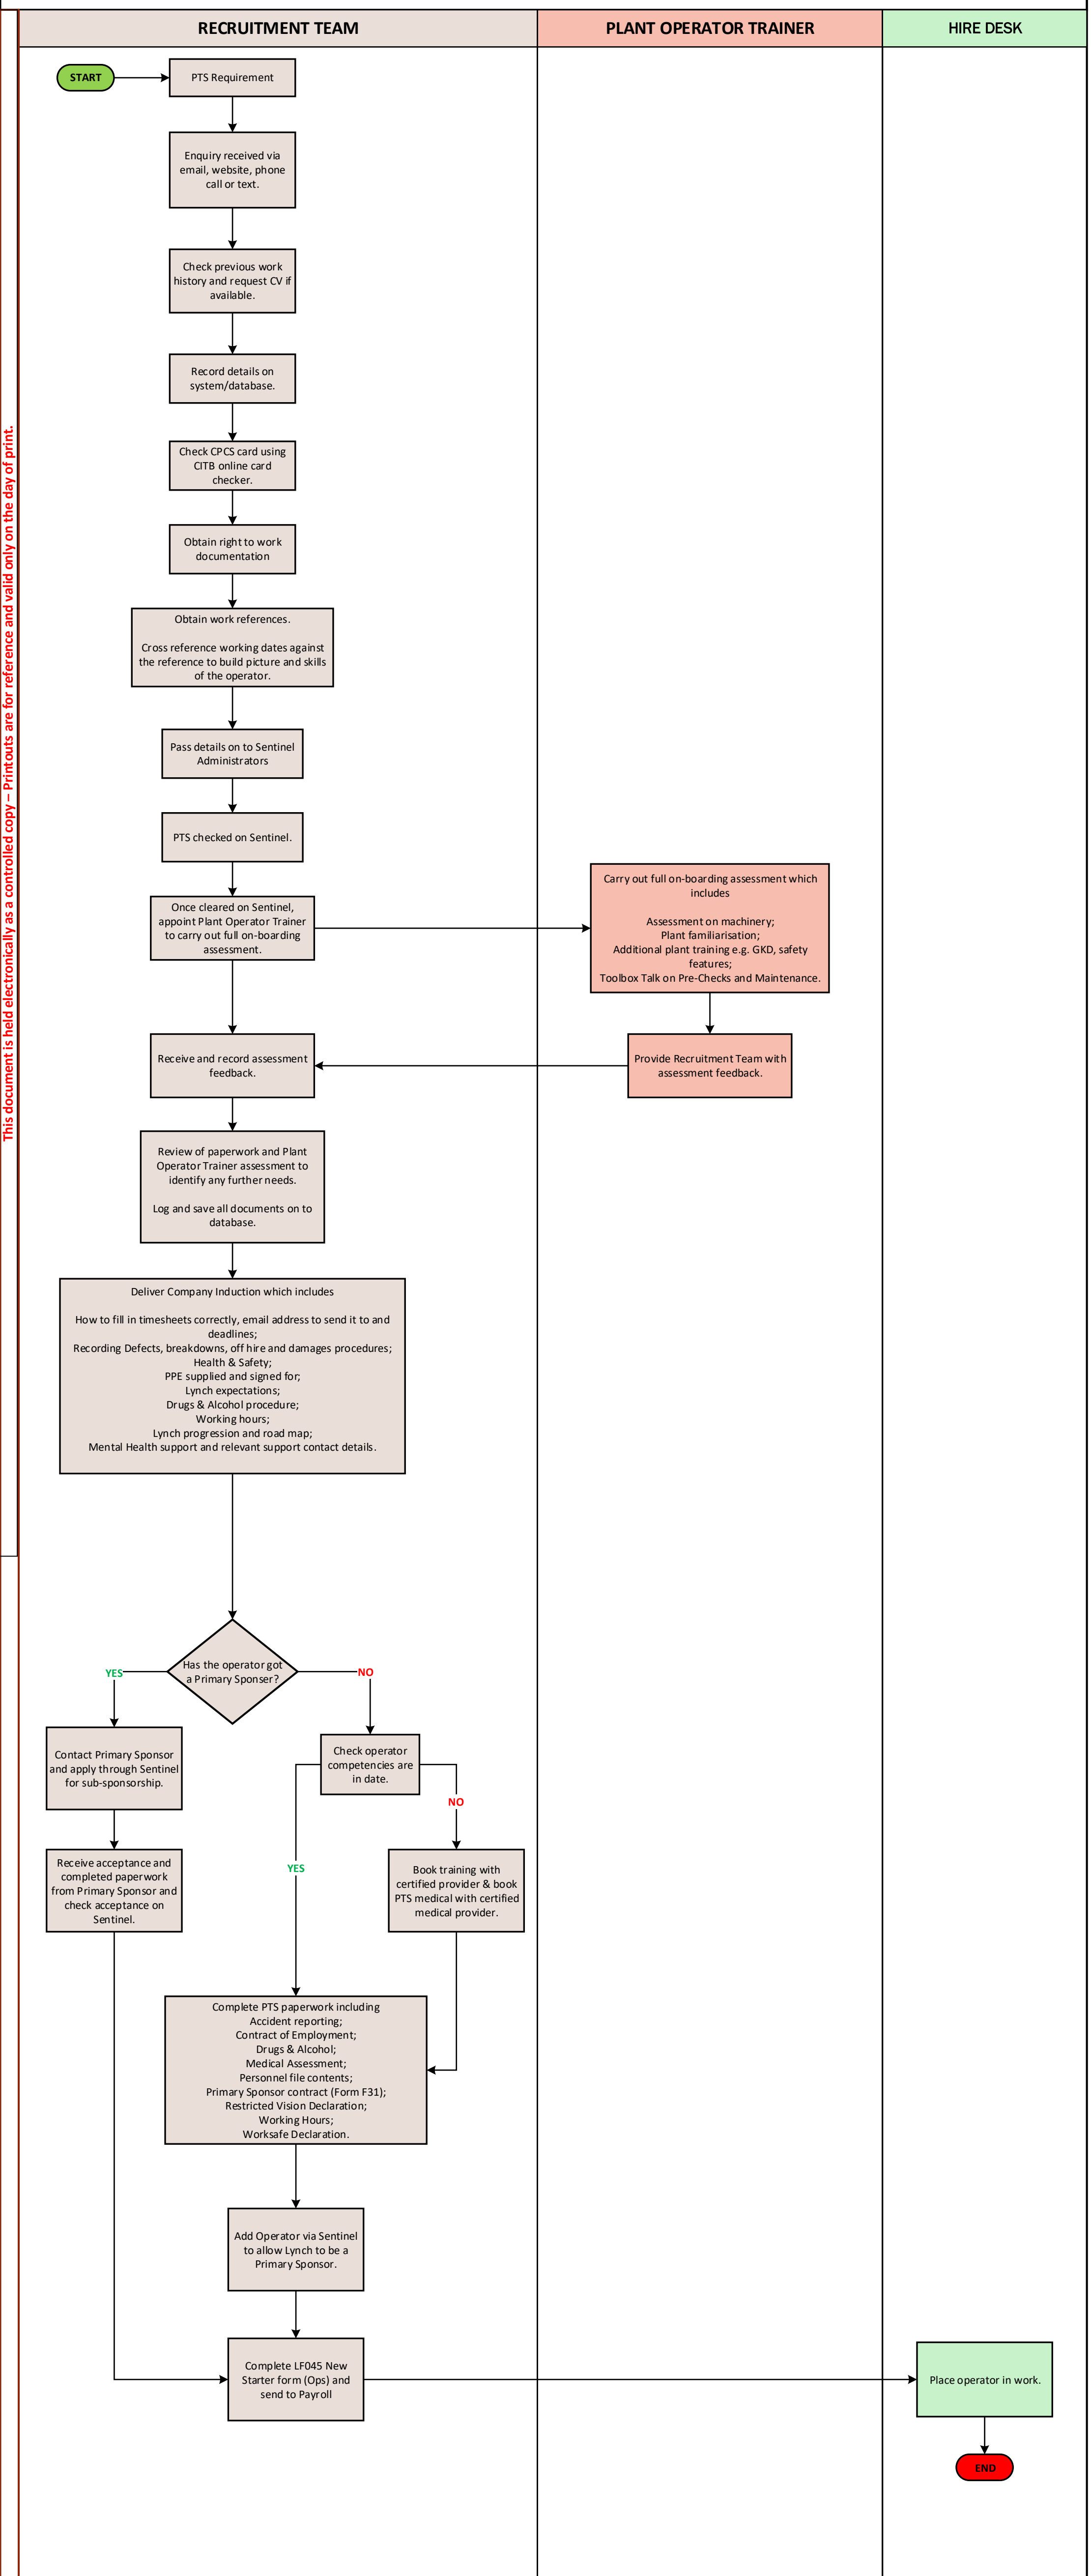 RECRUITMENT TEAM
PLANT OPERATOR TRAINER
HIRE DESK
This document is held electronically as a controlled copy – Printouts are for reference and valid only on the day of print.
START
PTS Requirement
Enquiry received via
email, website, phone
call or text.
Check previous work
history and request CV if
available.
Record details on
system/database.
Check CPCS card using
CITB online card
checker.
Obtain right to work
documentation
Obtain work references.
Cross reference working dates against
the reference to build picture and skills
of the operator.
Pass details on to Sentinel
Administrators
PTS checked on Sentinel.
Once cleared on Sentinel,
appoint Plant Operator Trainer
to carry out full on-boarding
assessment.
Carry out full on-boarding assessment which
includes
Assessment on machinery;
Plant familiarisation;
Additional plant training e.g. GKD, safety
features;
Toolbox Talk on Pre-Checks and Maintenance.
Receive and record assessment
feedback.
Provide Recruitment Team with
assessment feedback.
Review of paperwork and Plant
Operator Trainer assessment to
identify any further needs.
Log and save all documents on to
database.
Deliver Company Induction which includes
How to fill in timesheets correctly, email address to send it to and
deadlines;
Recording Defects, breakdowns, off hire and damages procedures;
Health & Safety;
PPE supplied and signed for;
Lynch expectations;
Drugs & Alcohol procedure;
Working hours;
Lynch progression and road map;
Mental Health support and relevant support contact details.
Has the operator got
a Primary Sponser?
YES
NO
Contact Primary Sponsor
and apply through Sentinel
for sub-sponsorship.
Check operator
competencies are
in date.
NO
YES
Receive acceptance and
completed paperwork
from Primary Sponsor and
check acceptance on
Sentinel.
Book training with
certified provider & book
PTS medical with certified
medical provider.
Complete PTS paperwork including
Accident reporting;
Contract of Employment;
Drugs & Alcohol;
Medical Assessment;
Personnel file contents;
Primary Sponsor contract (Form F31);
Restricted Vision Declaration;
Working Hours;
Worksafe Declaration.
Add Operator via Sentinel
to allow Lynch to be a
Primary Sponsor.
Complete LF045 New
Starter form (Ops) and
send to Payroll
Place operator in work.
END